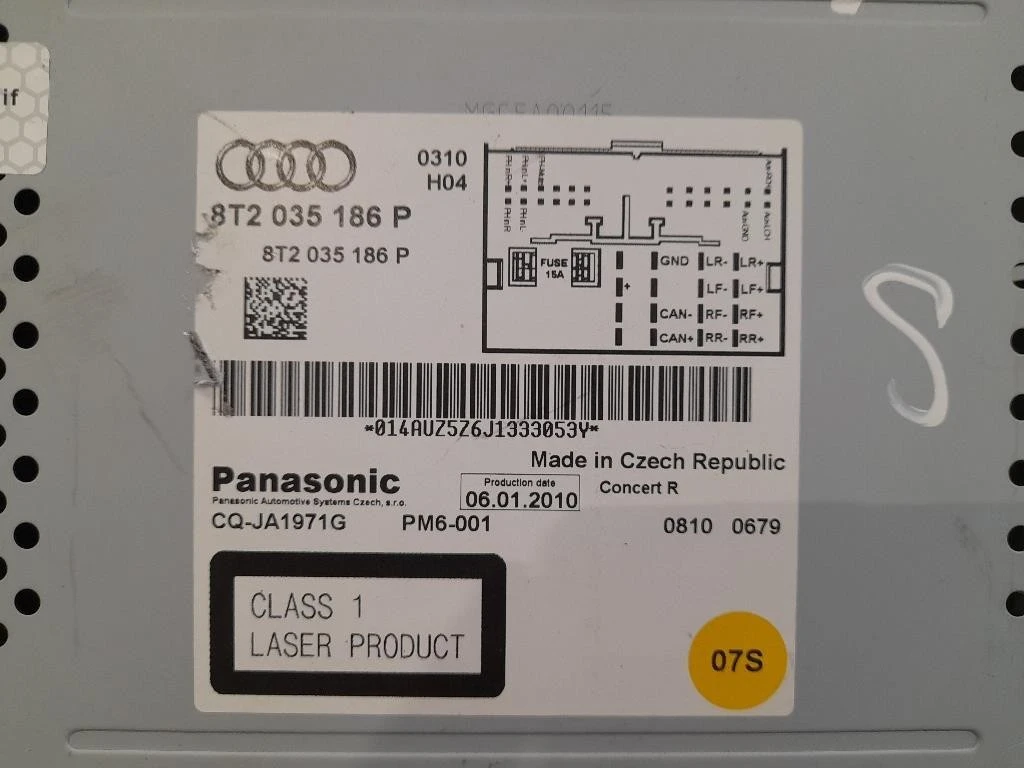 if
0310
H04
8T2 035 186 P
8T2 035 186 P
FUSE
15A
GND LR- LR+
+ LF- LF+
CAN- RF- RF+
CAN+ RR- RR+
*014AUZ5Z6J1333053Y*
Made in Czech Republic
Panasonic
Panasonic Automotive Systems Czech, s.r.o.
Production date
06.01.2010
Concert R
CQ-JA1971G PM6-001 0810 0679
CLASS 1
LASER PRODUCT
07S
S